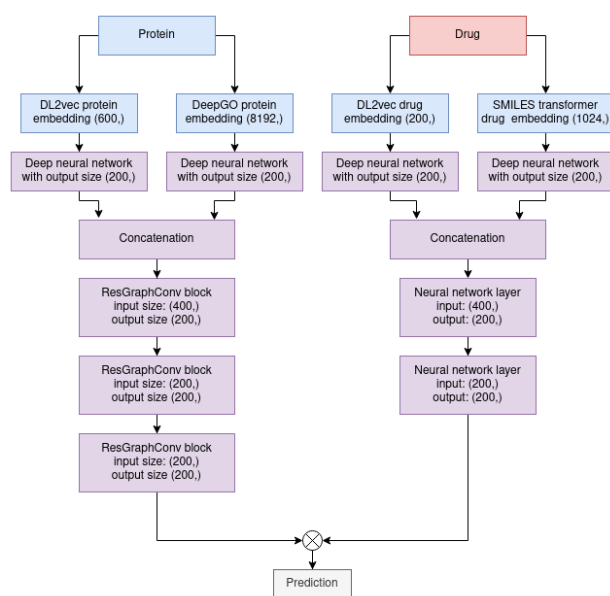 Protein
Drug
DL2vec protein
embedding (600,)
DeepGO protein
embedding (8192,)
DL2vec drug
embedding (200,)
SMILES transformer
drug embedding (1024,)
Deep neural network
with output size (200,)
Deep neural network
with output size (200,)
Deep neural network
with output size (200,)
Deep neural network
with output size (200,)
Concatenation
Concatenation
ResGraphConv block
input size: (400,)
output size (200,)
Neural network layer
input: (400,)
output: (200,)
ResGraphConv block
input size: (200,)
output size (200,)
Neural network layer
input: (200,)
output: (200,)
ResGraphConv block
input size: (200,)
output size (200,)
Prediction